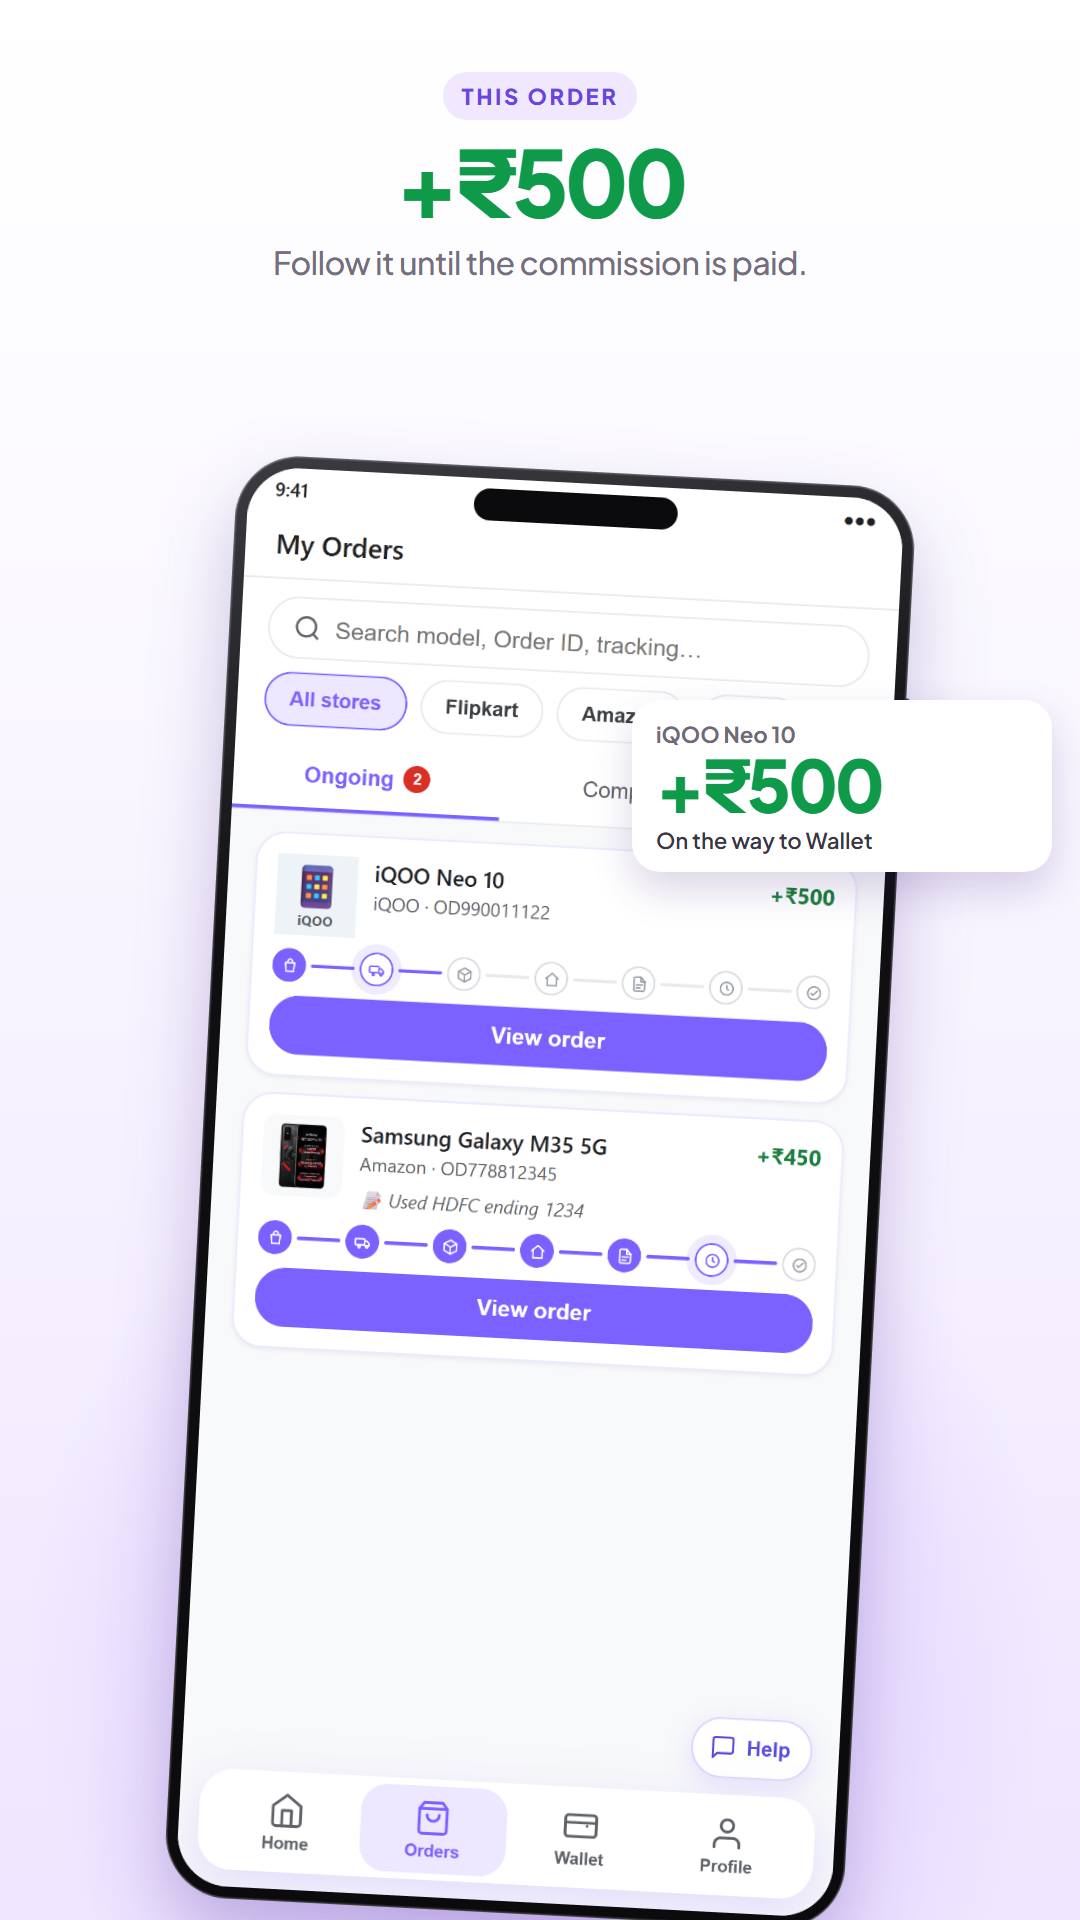 THIS ORDER
+₹500
Follow it until the commission is paid.
9:41
My Orders
Search model, Order ID, tracking...
All stores
Flipkart
Amaz
iQOO Neo 10
+₹500
On the way to Wallet
Ongoing 2
Comp
iQOO
iQOO Neo 10
iQOO · OD990011122
+₹500
View order
Samsung Galaxy M35 5G
Amazon · OD778812345
Used HDFC ending 1234
+₹450
View order
Help
Home
Orders
Wallet
Profile